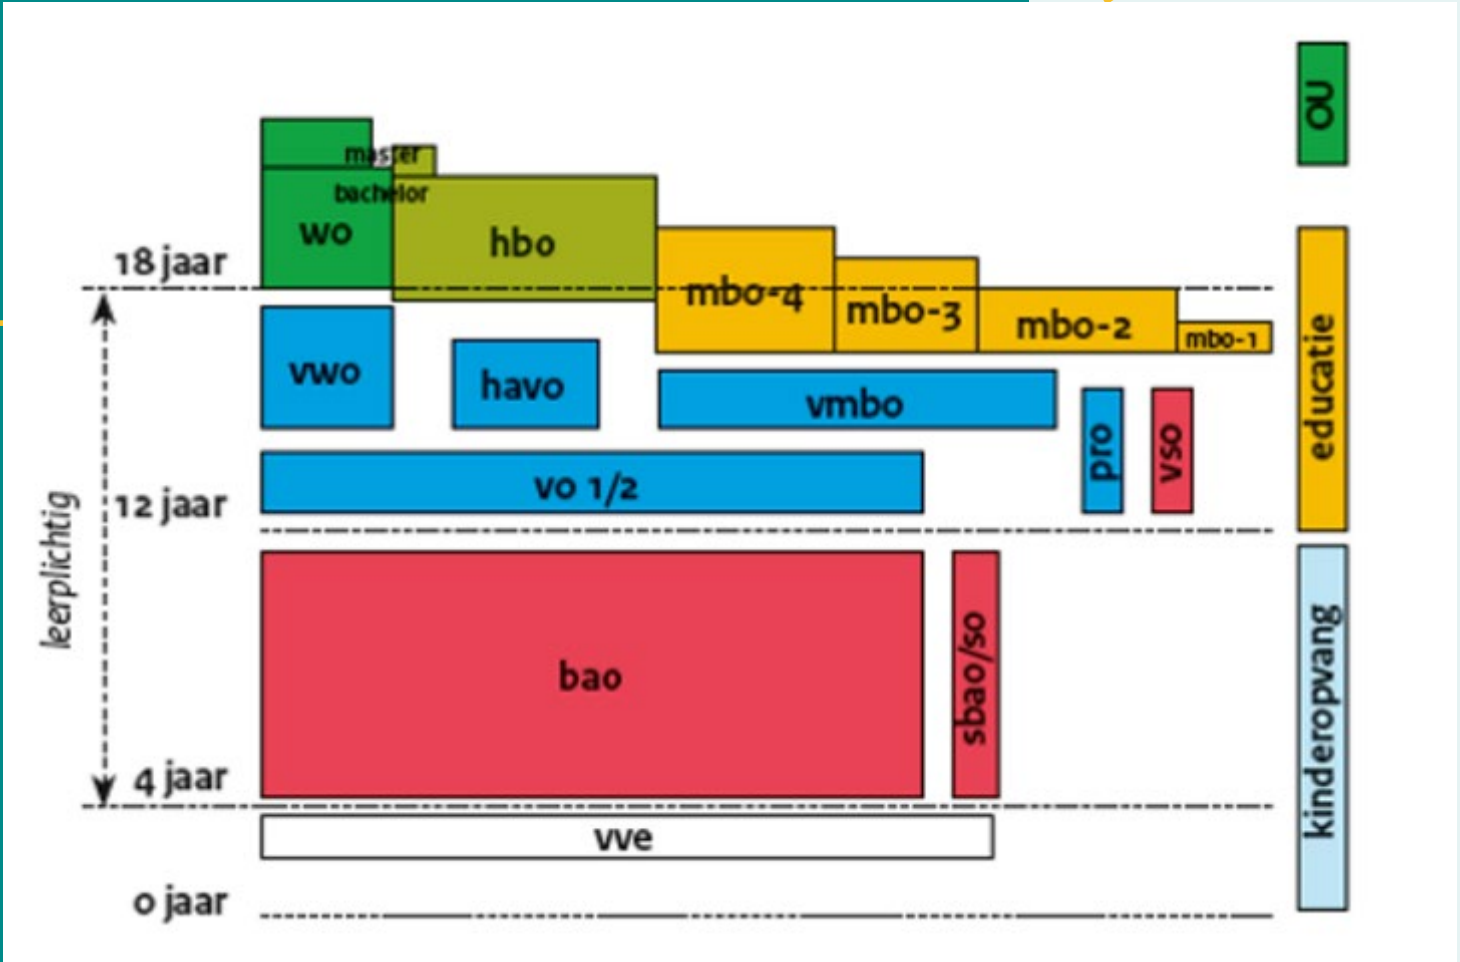 OU
master
bachelor
wo
hbo
18 jaar
mbo-4
mbo-3
mbo-2
mbo-1
vwo
havo
vmbo
pro
vso
educatie
vo 1/2
12 jaar
leerplichtig
bao
sbao/so
kinderopvang
4 jaar
vve
0 jaar